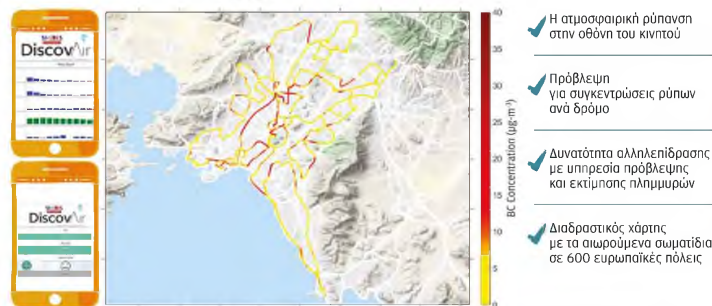 DiscovAir
DiscovAir
40
35
30
25
20
15
10
5
0
BC Concentration (μg-m⁻³)
Η ατμοσφαιρική ρύπανση
στην οθόνη του κινητού
Πρόβλεψη
για συγκεντρώσεις ρύπων
ανά δρόμο
Δυνατότητα αλληλεπίδρασης
με υπηρεσία πρόβλεψης
και εκτίμησης πλημμυρών
Διαδραστικός χάρτης
με τα αιωρούμενα σωματίδια
σε 600 ευρωπαϊκές πόλεις